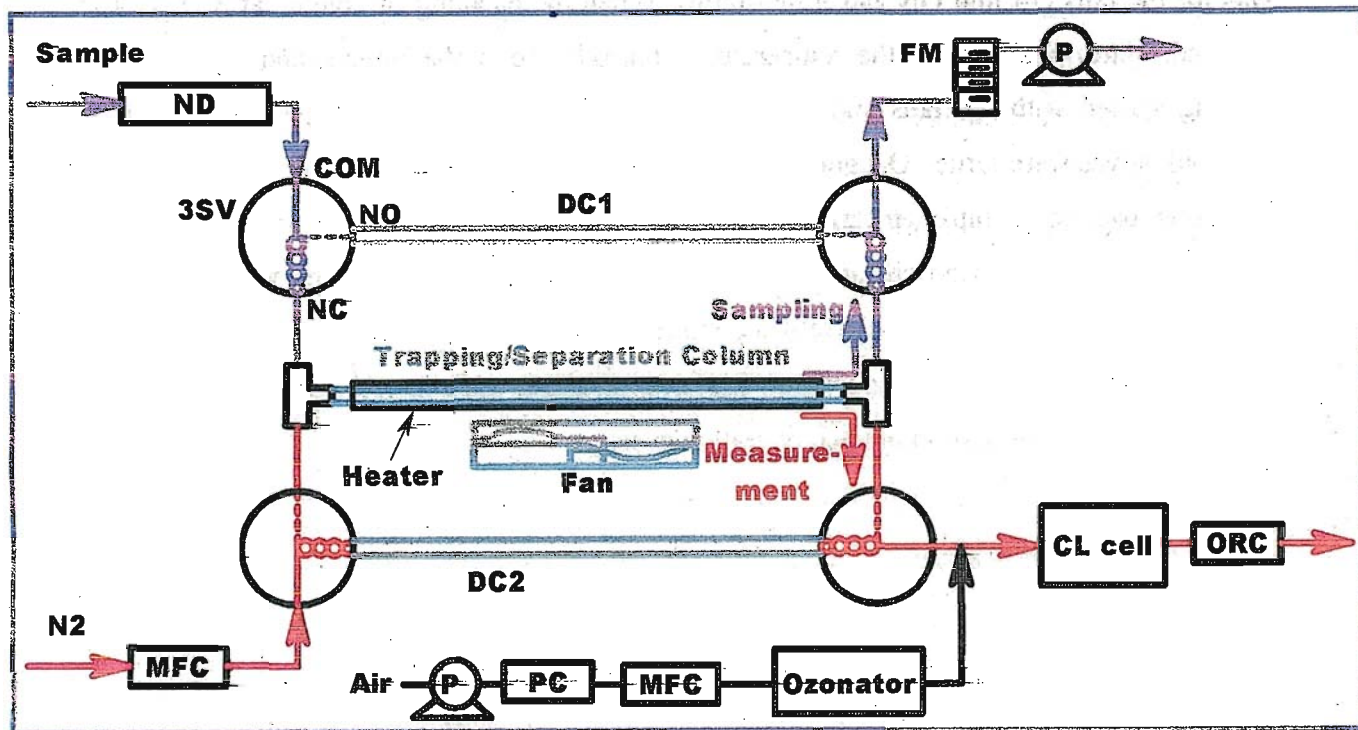 Sample
FM
P
ND
COM
3SV
NO
DC1
NC
Sampling
Trapping/Separation Column
Heater
Fan
Measure-
ment
CL cell
ORC
DC2
N2
MFC
Air
P
PC
MFC
Ozonator